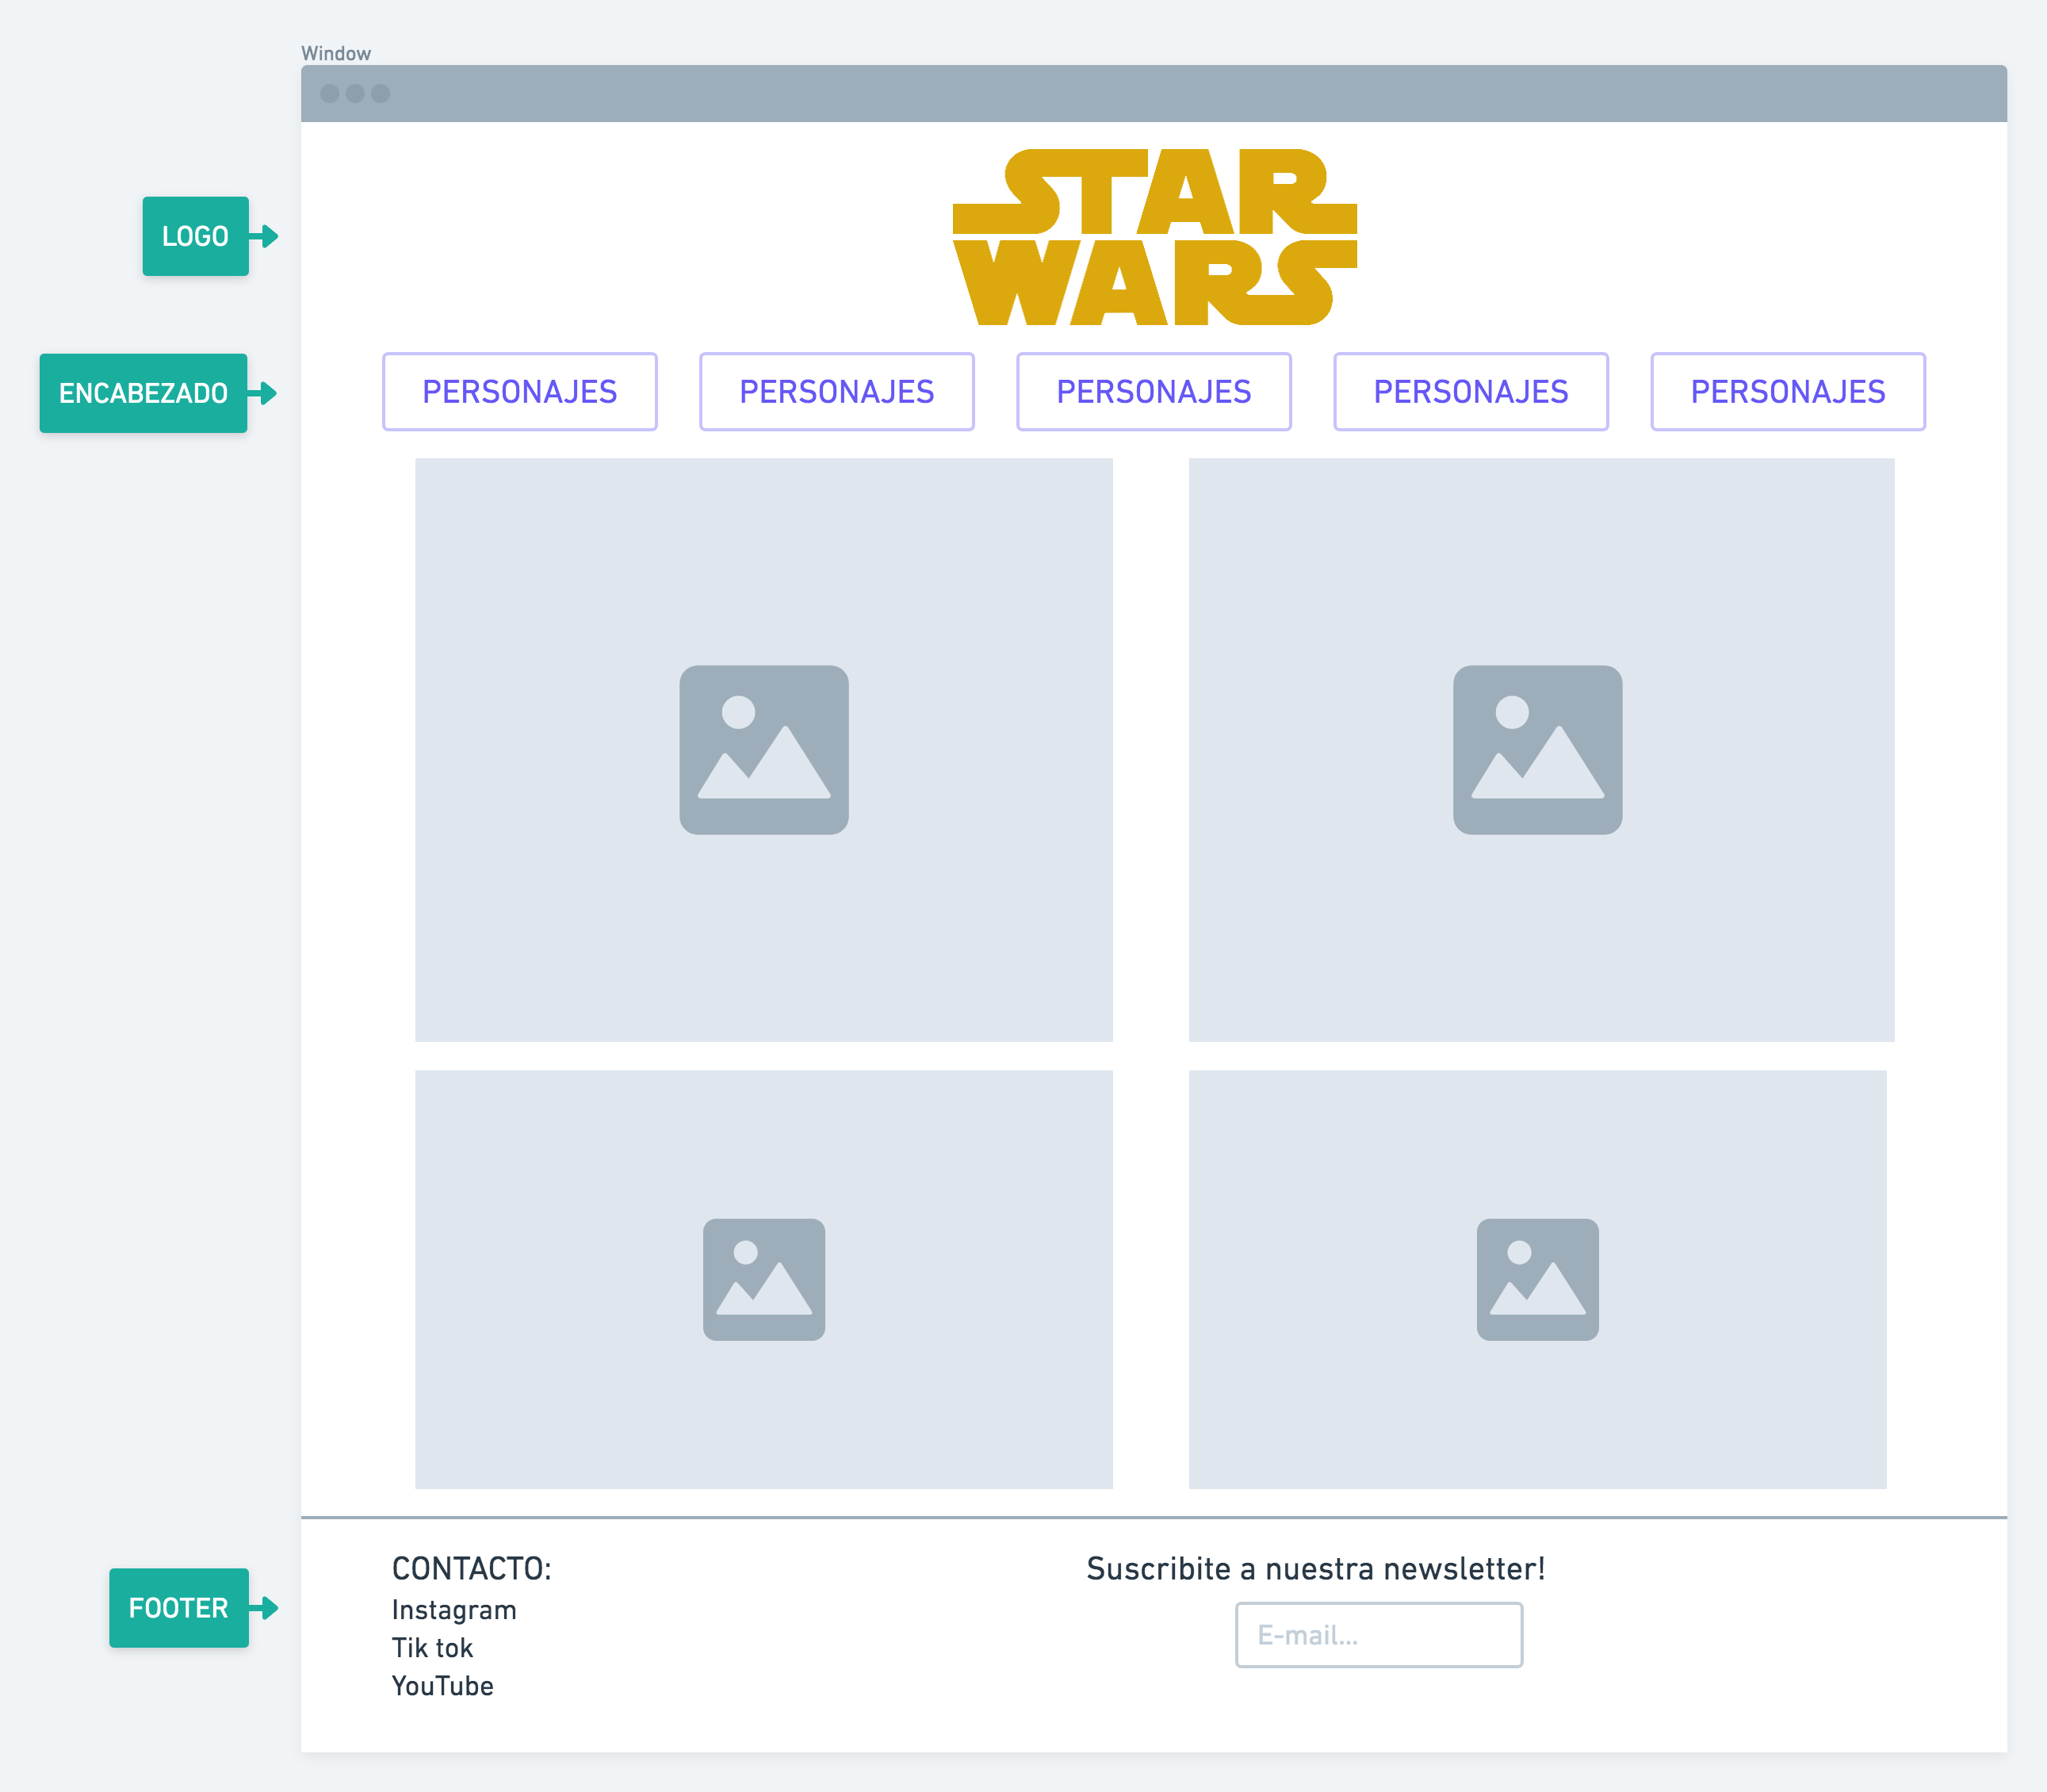 Window
LOGO
STAR
WARS
ENCABEZADO
PERSONAJES PERSONAJES PERSONAJES PERSONAJES PERSONAJES
FOOTER
CONTACTO:
Instagram
Tik tok
YouTube
Suscribite a nuestra newsletter!
E-mail...